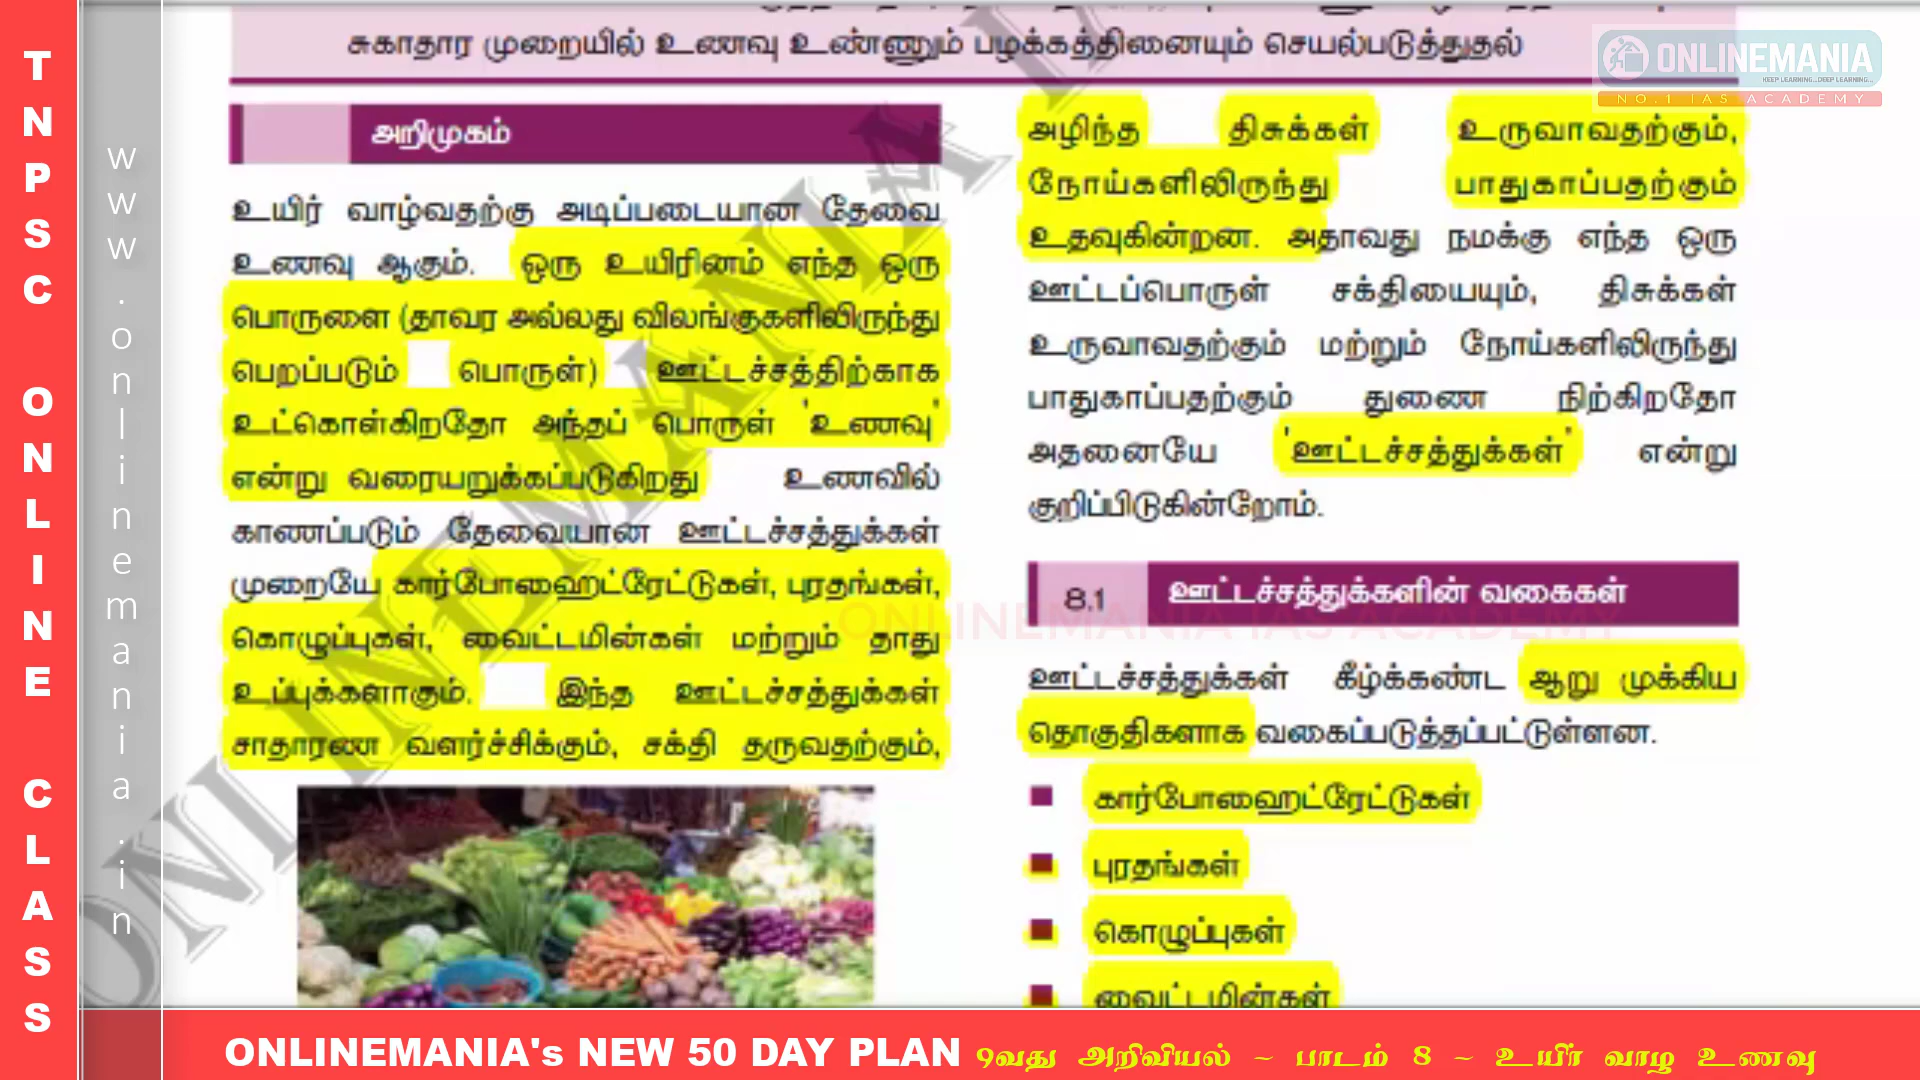 சுகாதார முறையில் உணவு உண்ணும் பழக்கத்தினையும் செயல்படுத்துதல்
ONLINEMANIA
KEEP LEARNING...DEEP LEARNING...
NO.1 IAS ACADEMY
TNPSC ONLINE CLASS
www.onlinemania.in
அறிமுகம்
உயிர் வாழ்வதற்கு அடிப்படையான தேவை
உணவு ஆகும். ஒரு உயிரினம் எந்த ஒரு
பொருளை (தாவர அல்லது விலங்குகளிலிருந்து
பெறப்படும் பொருள்) ஊட்டச்சத்திற்காக
உட்கொள்கிறதோ அந்தப் பொருள் 'உணவு'
என்று வரையறுக்கப்படுகிறது உணவில்
காணப்படும் தேவையான ஊட்டச்சத்துக்கள்
முறையே கார்போஹைட்ரேட்டுகள், புரதங்கள்,
கொழுப்புகள், வைட்டமின்கள் மற்றும் தாது
உப்புக்களாகும். இந்த ஊட்டச்சத்துக்கள்
சாதாரண வளர்ச்சிக்கும், சக்தி தருவதற்கும்,
அழிந்த திசுக்கள் உருவாவதற்கும்,
நோய்களிலிருந்து பாதுகாப்பதற்கும்
உதவுகின்றன. அதாவது நமக்கு எந்த ஒரு
ஊட்டப்பொருள் சக்தியையும், திசுக்கள்
உருவாவதற்கும் மற்றும் நோய்களிலிருந்து
பாதுகாப்பதற்கும் துணை நிற்கிறதோ
அதனையே 'ஊட்டச்சத்துக்கள்' என்று
குறிப்பிடுகின்றோம்.
8.1 ஊட்டச்சத்துக்களின் வகைகள்
ONLINEMANIA IAS ACADEMY
ஊட்டச்சத்துக்கள் கீழ்க்கண்ட ஆறு முக்கிய
தொகுதிகளாக வகைப்படுத்தப்பட்டுள்ளன.
கார்போஹைட்ரேட்டுகள்
புரதங்கள்
கொழுப்புகள்
வைட்டமின்கள்
ONLINEMANIA's NEW 50 DAY PLAN 9வது அறிவியல் ~ பாடம் 8 ~ உயிர் வாழ உணவு